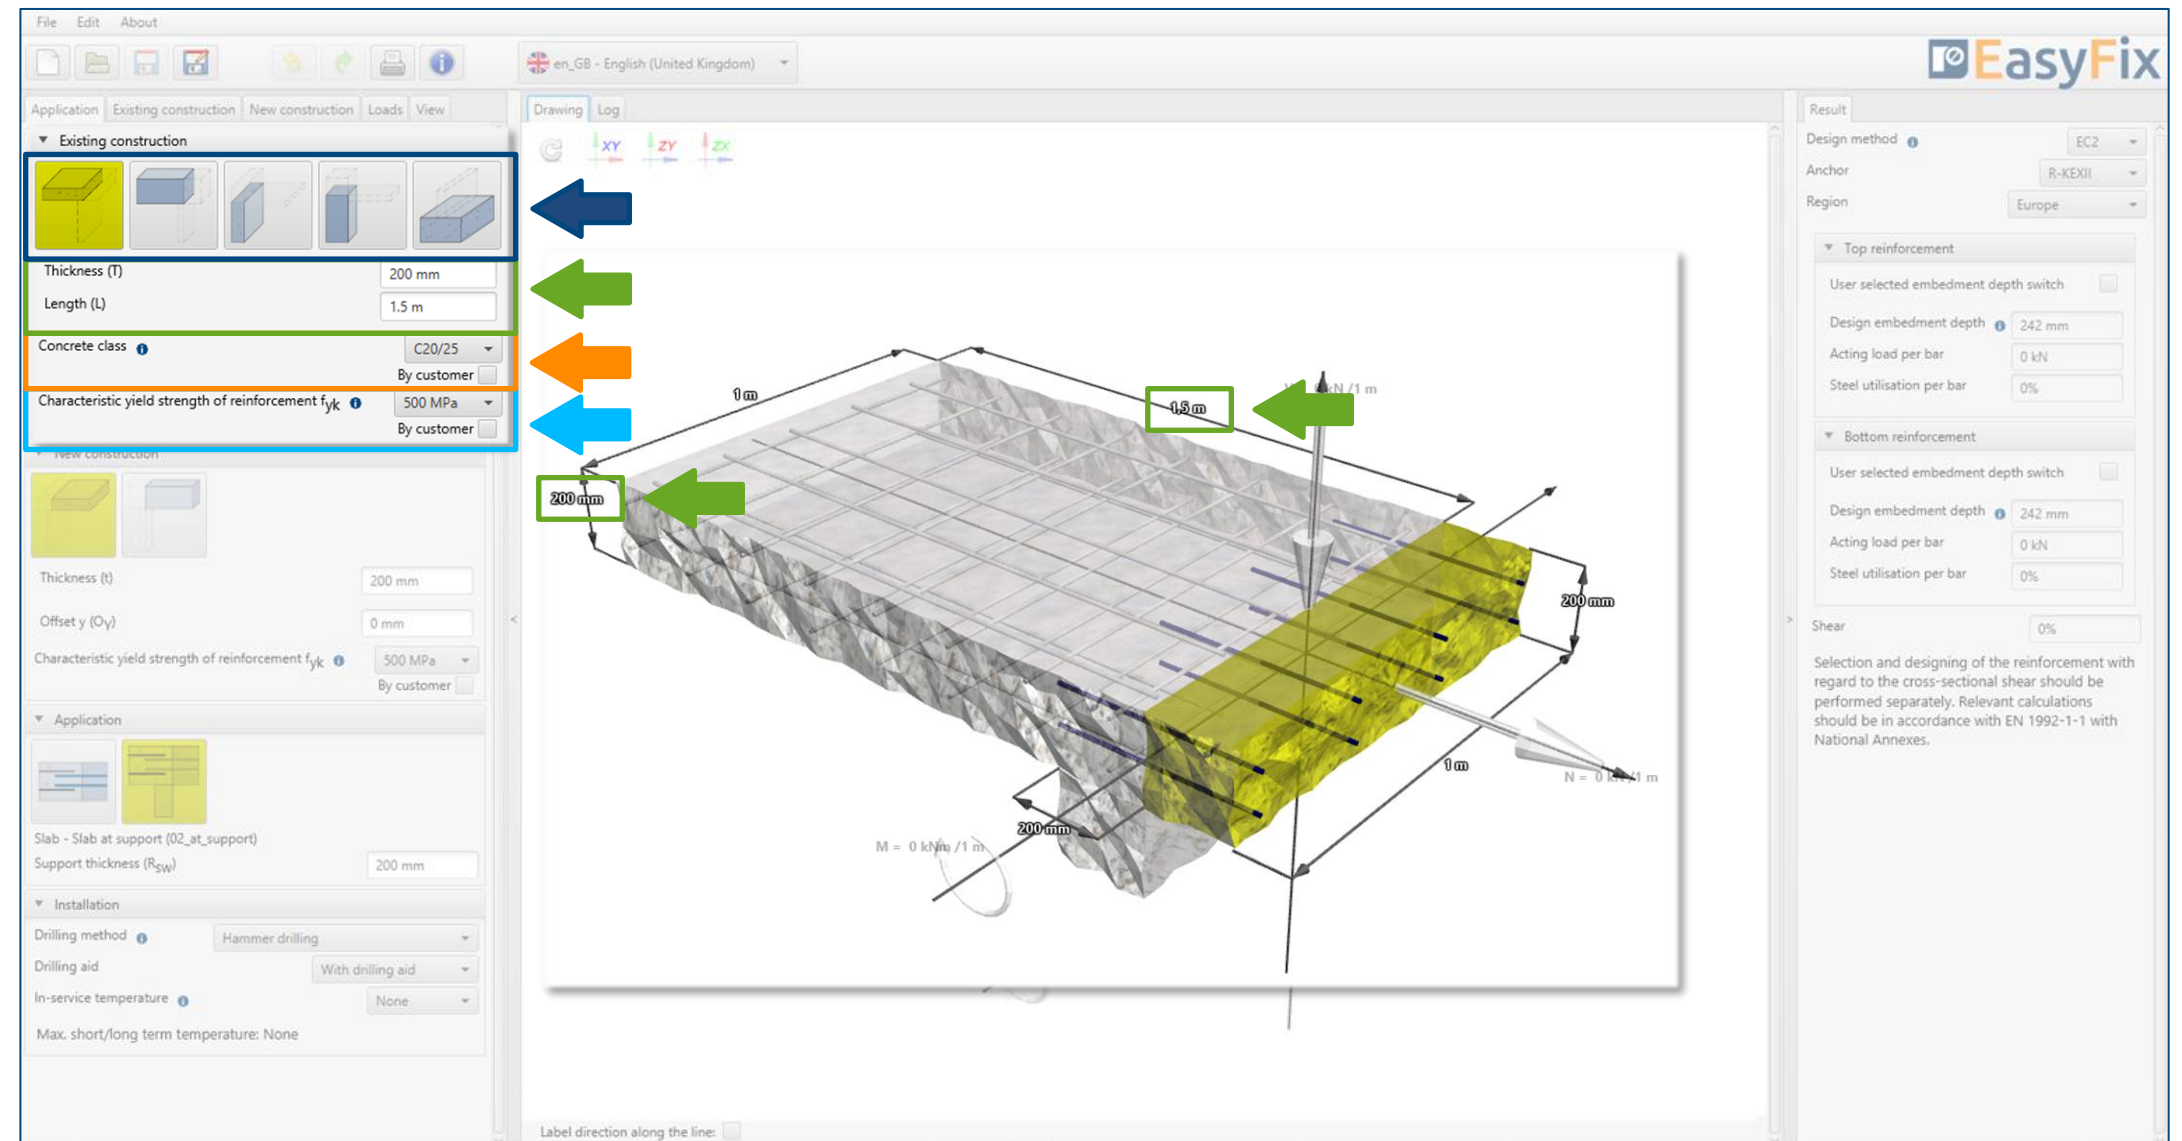 File Edit About
en_GB - English (United Kingdom)
EasyFix
Application Existing construction New construction Loads View
Existing construction
Thickness (T) 200 mm
Length (L) 1.5 m
Concrete class C20/25
By customer
Characteristic yield strength of reinforcement fyk 500 MPa
By customer
New construction
Thickness (t) 200 mm
Offset y (Oy) 0 mm
Characteristic yield strength of reinforcement fyk 500 MPa
By customer
Application
Slab - Slab at support (02_at_support)
Support thickness (Rsw) 200 mm
Installation
Drilling method Hammer drilling
Drilling aid With drilling aid
In-service temperature None
Max. short/long term temperature: None
Drawing Log
XY ZY ZX
1 m
1.5 m
kN /1 m
200 mm
200 mm
1 m
N = 0 kN /1 m
200 mm
M = 0 kNm /1 m
Label direction along the line:
Result
Design method EC2
Anchor R-KEXII
Region Europe
Top reinforcement
User selected embedment depth switch
Design embedment depth 242 mm
Acting load per bar 0 kN
Steel utilisation per bar 0%
Bottom reinforcement
User selected embedment depth switch
Design embedment depth 242 mm
Acting load per bar 0 kN
Steel utilisation per bar 0%
Shear 0%
Selection and designing of the reinforcement with
regard to the cross-sectional shear should be
performed separately. Relevant calculations
should be in accordance with EN 1992-1-1 with
National Annexes.